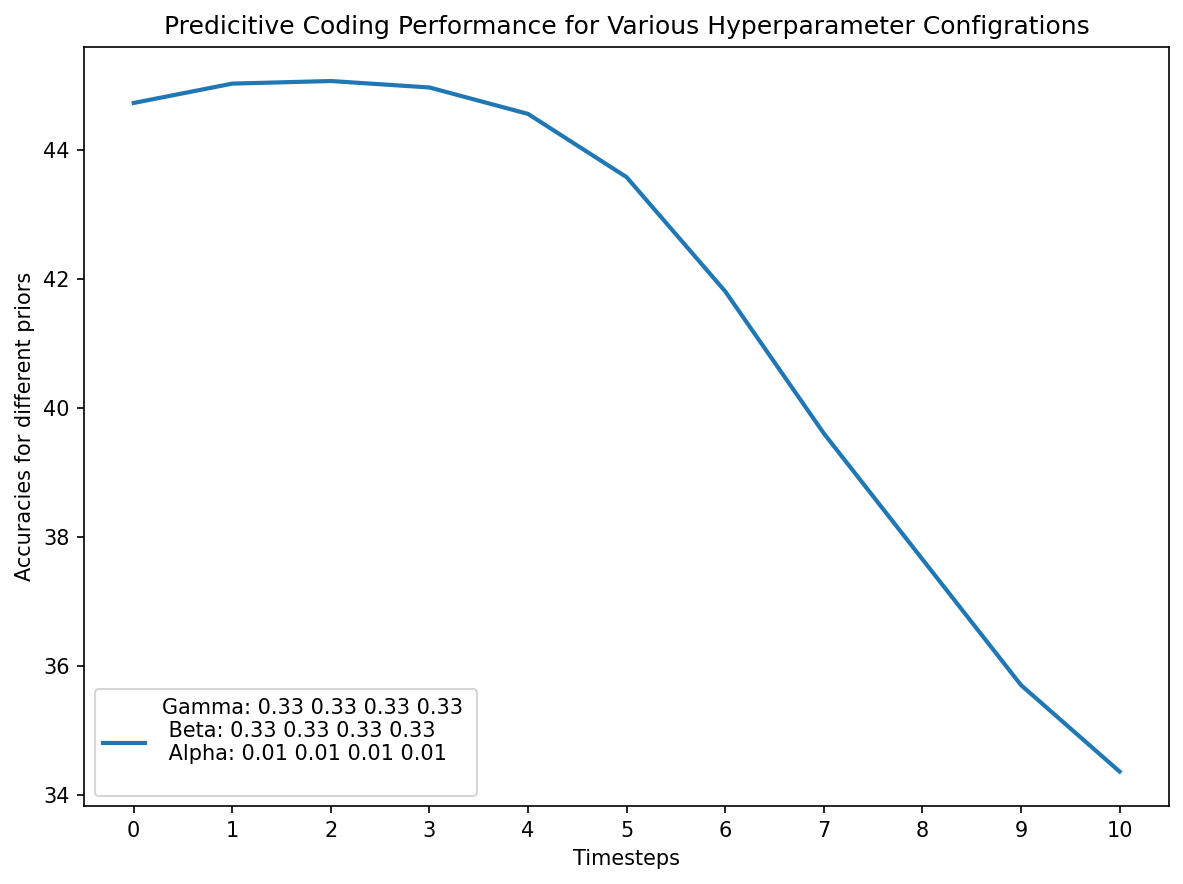 Predicitive Coding Performance for Various Hyperparameter Configrations
Accuracies for different priors
44
42
40
38
36
34
Gamma: 0.33 0.33 0.33 0.33
Beta: 0.33 0.33 0.33 0.33
Alpha: 0.01 0.01 0.01 0.01
0 1 2 3 4 5 6 7 8 9 10
Timesteps